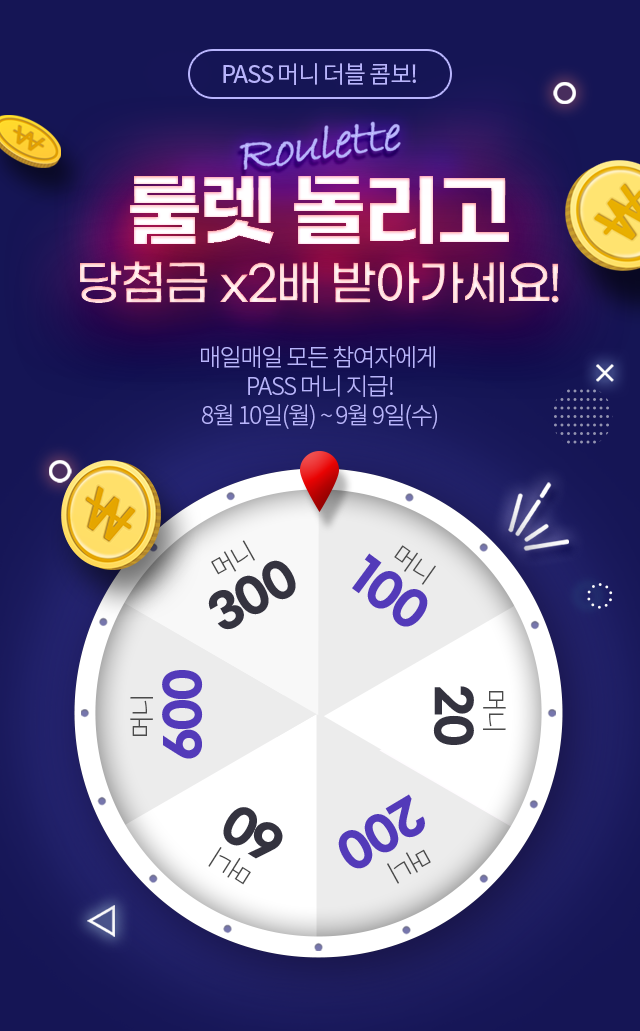 PASS 머니 더블 콤보!
Roulette
룰렛 돌리고
당첨금 x2배 받아가세요!
매일매일 모든 참여자에게
PASS 머니 지급!
8월 10일(월) ~ 9월 9일(수)
머니
300
머니
100
머니
600
머니
20
머니
60
머니
200